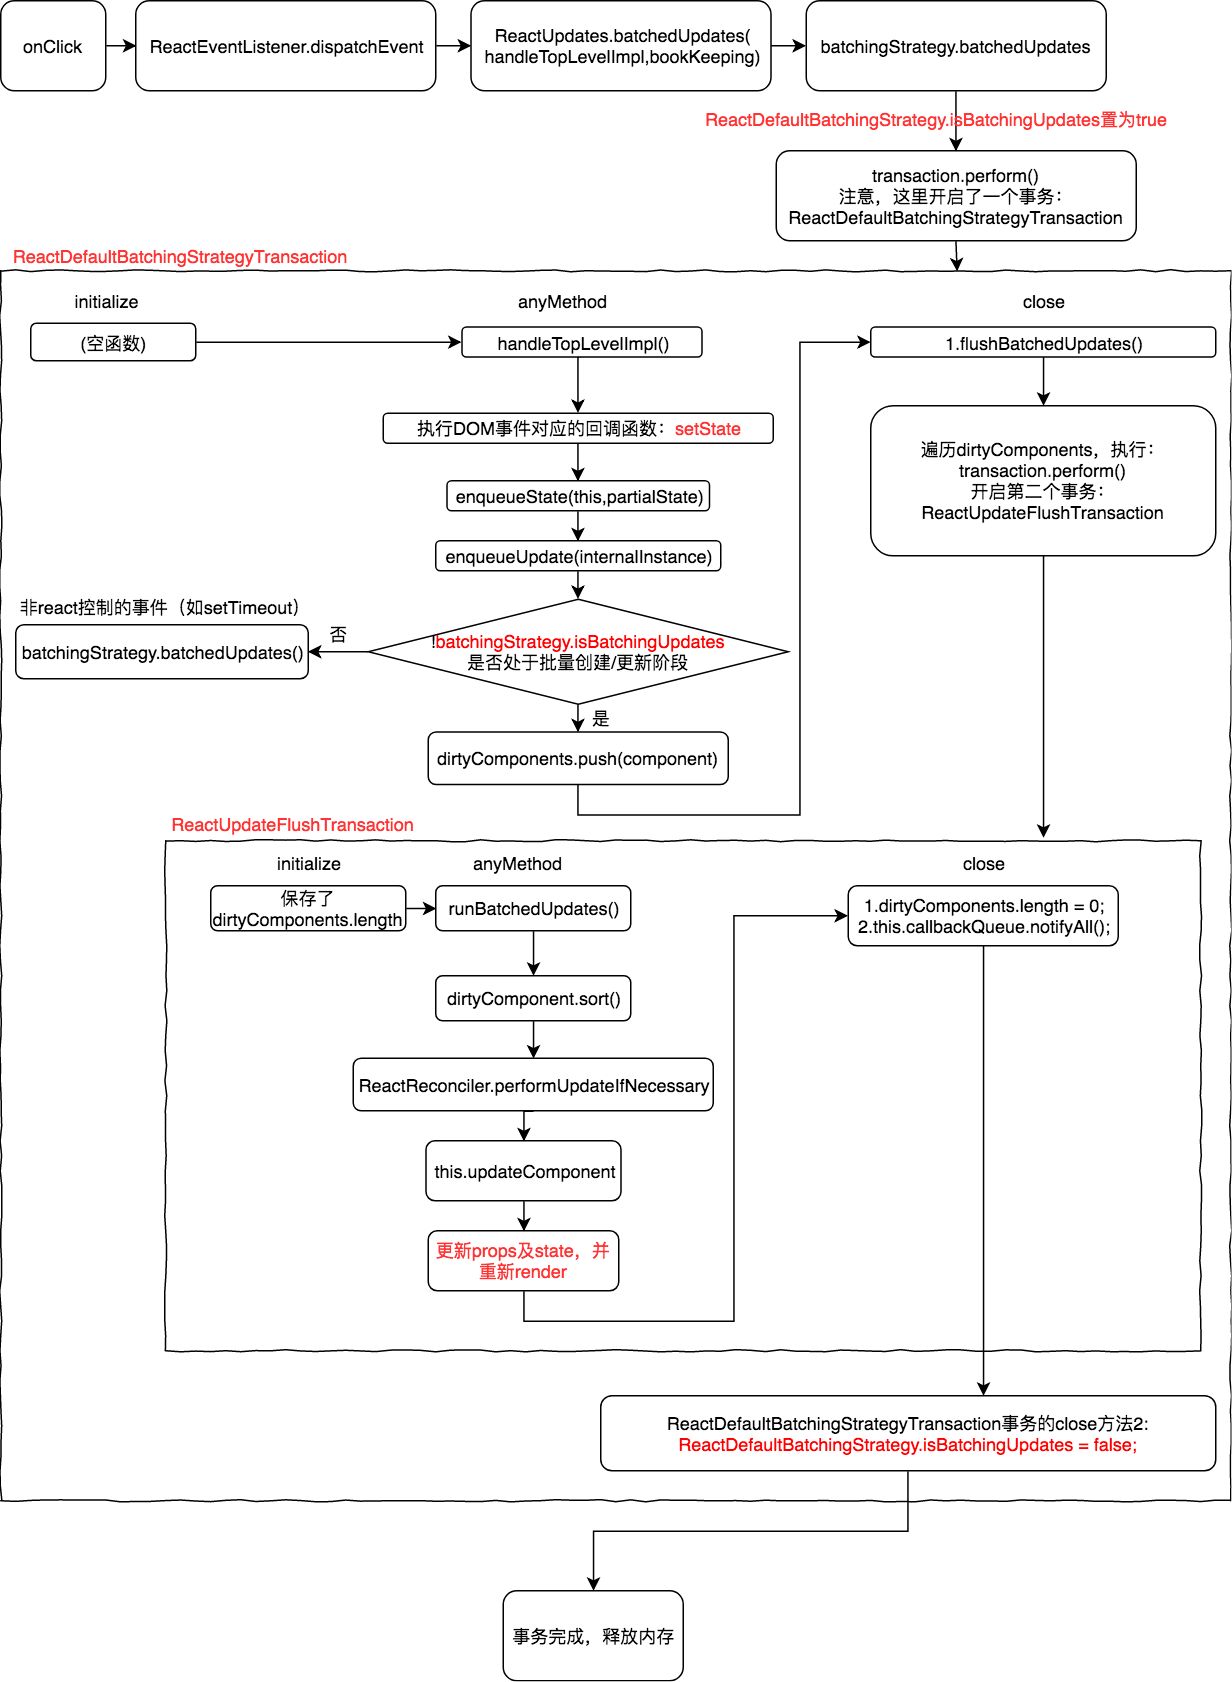 onClick
ReactEventListener.dispatchEvent
ReactUpdates.batchedUpdates(
handleTopLevelImpl,bookKeeping)
batchingStrategy.batchedUpdates
ReactDefaultBatchingStrategy.isBatchingUpdates置为true
transaction.perform()
注意，这里开启了一个事务：
ReactDefaultBatchingStrategyTransaction
ReactDefaultBatchingStrategyTransaction
initialize
anyMethod
close
(空函数)
handleTopLevelImpl()
1.flushBatchedUpdates()
执行DOM事件对应的回调函数：setState
遍历dirtyComponents，执行：
transaction.perform()
开启第二个事务：
ReactUpdateFlushTransaction
enqueueState(this,partialState)
enqueueUpdate(internalInstance)
非react控制的事件（如setTimeout）
batchingStrategy.batchedUpdates()
否
!batchingStrategy.isBatchingUpdates
是否处于批量创建/更新阶段
是
dirtyComponents.push(component)
ReactUpdateFlushTransaction
initialize
anyMethod
close
保存了
dirtyComponents.length
runBatchedUpdates()
1.dirtyComponents.length = 0;
2.this.callbackQueue.notifyAll();
dirtyComponent.sort()
ReactReconciler.performUpdateIfNecessary
this.updateComponent
更新props及state，并
重新render
ReactDefaultBatchingStrategyTransaction事务的close方法2:
ReactDefaultBatchingStrategy.isBatchingUpdates = false;
事务完成，释放内存